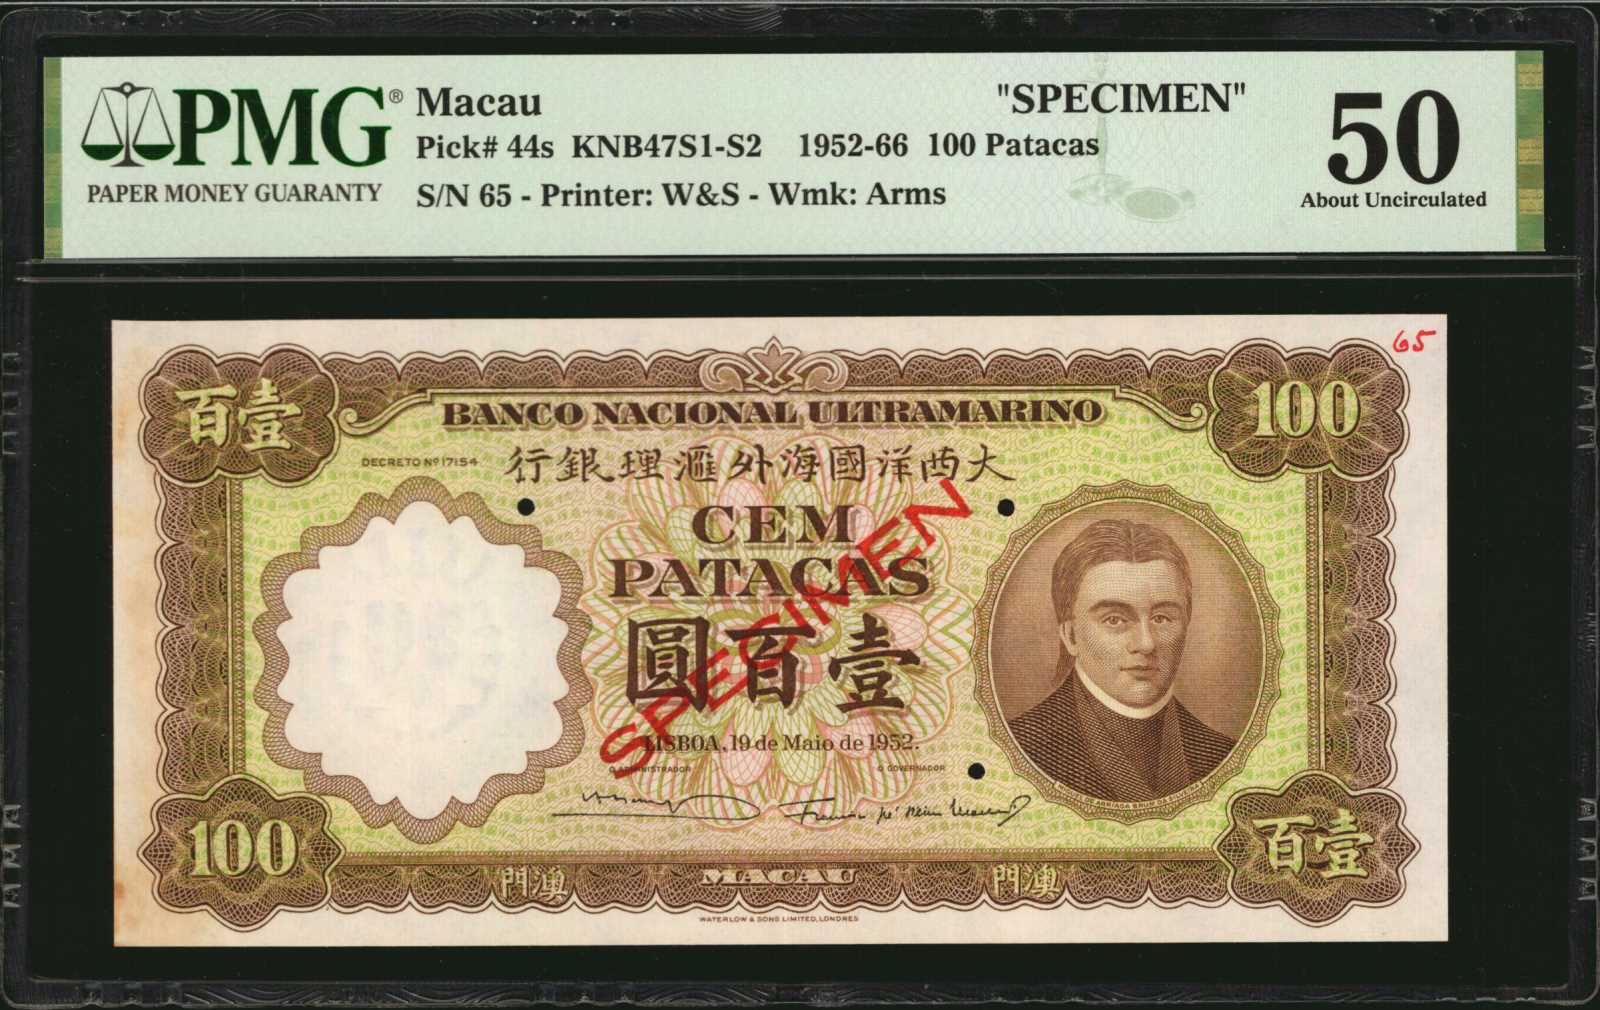 PMG®
PAPER MONEY GUARANTY
Macau
"SPECIMEN"
Pick# 44s KNB47S1-S2 1952-66 100 Patacas
S/N 65 - Printer: W&S - Wmk: Arms
50
About Uncirculated
65
百壹
100
BANCO NACIONAL ULTRAMARINO
DECRETO Nº 17154
行銀理滙外海國洋西大
CEM
PATACAS
圓百壹
SPECIMEN
LISBOA, 19 de Maio de 1952.
O ADMINISTRADOR
O GOVERNADOR
100
百壹
門澳
MACAU
門澳
WATERLOW & SONS LIMITED, LONDRES